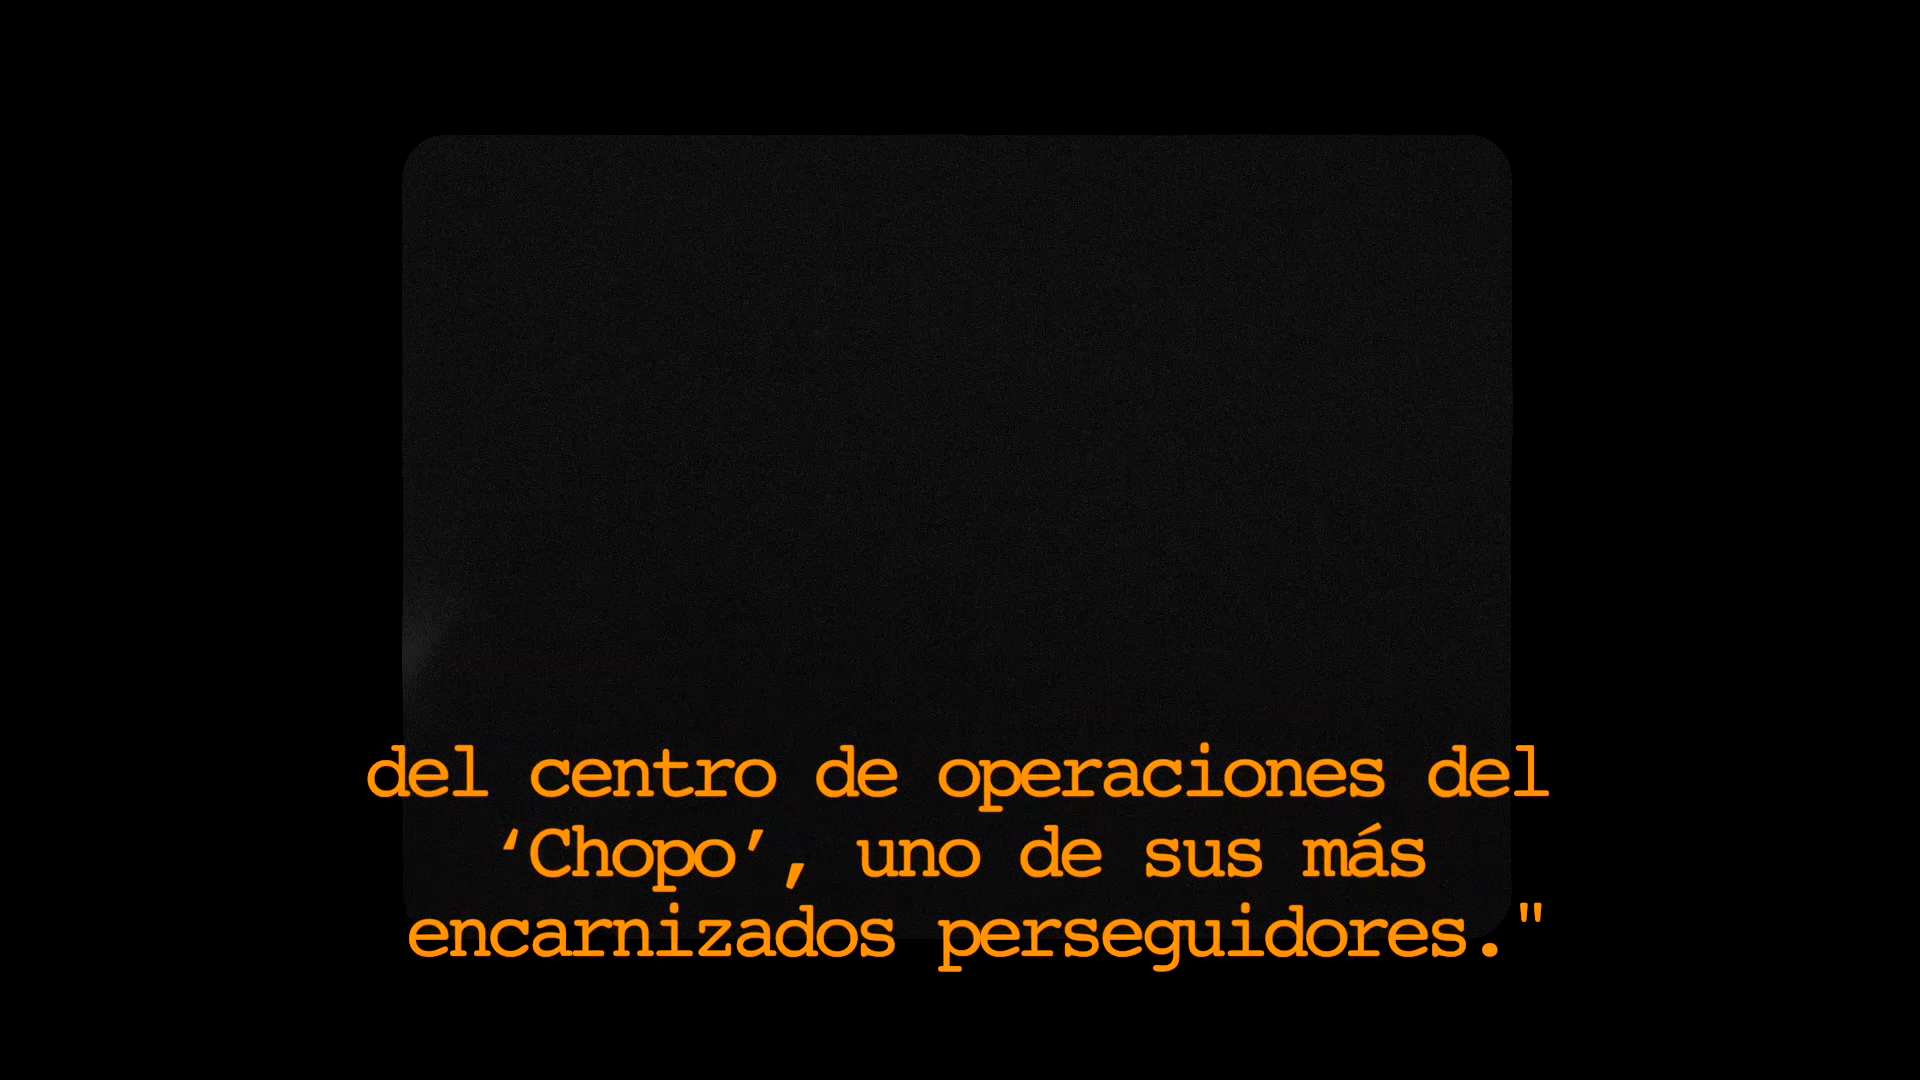 del centro de operaciones del
‘Chopo’, uno de sus más
encarnizados perseguidores."